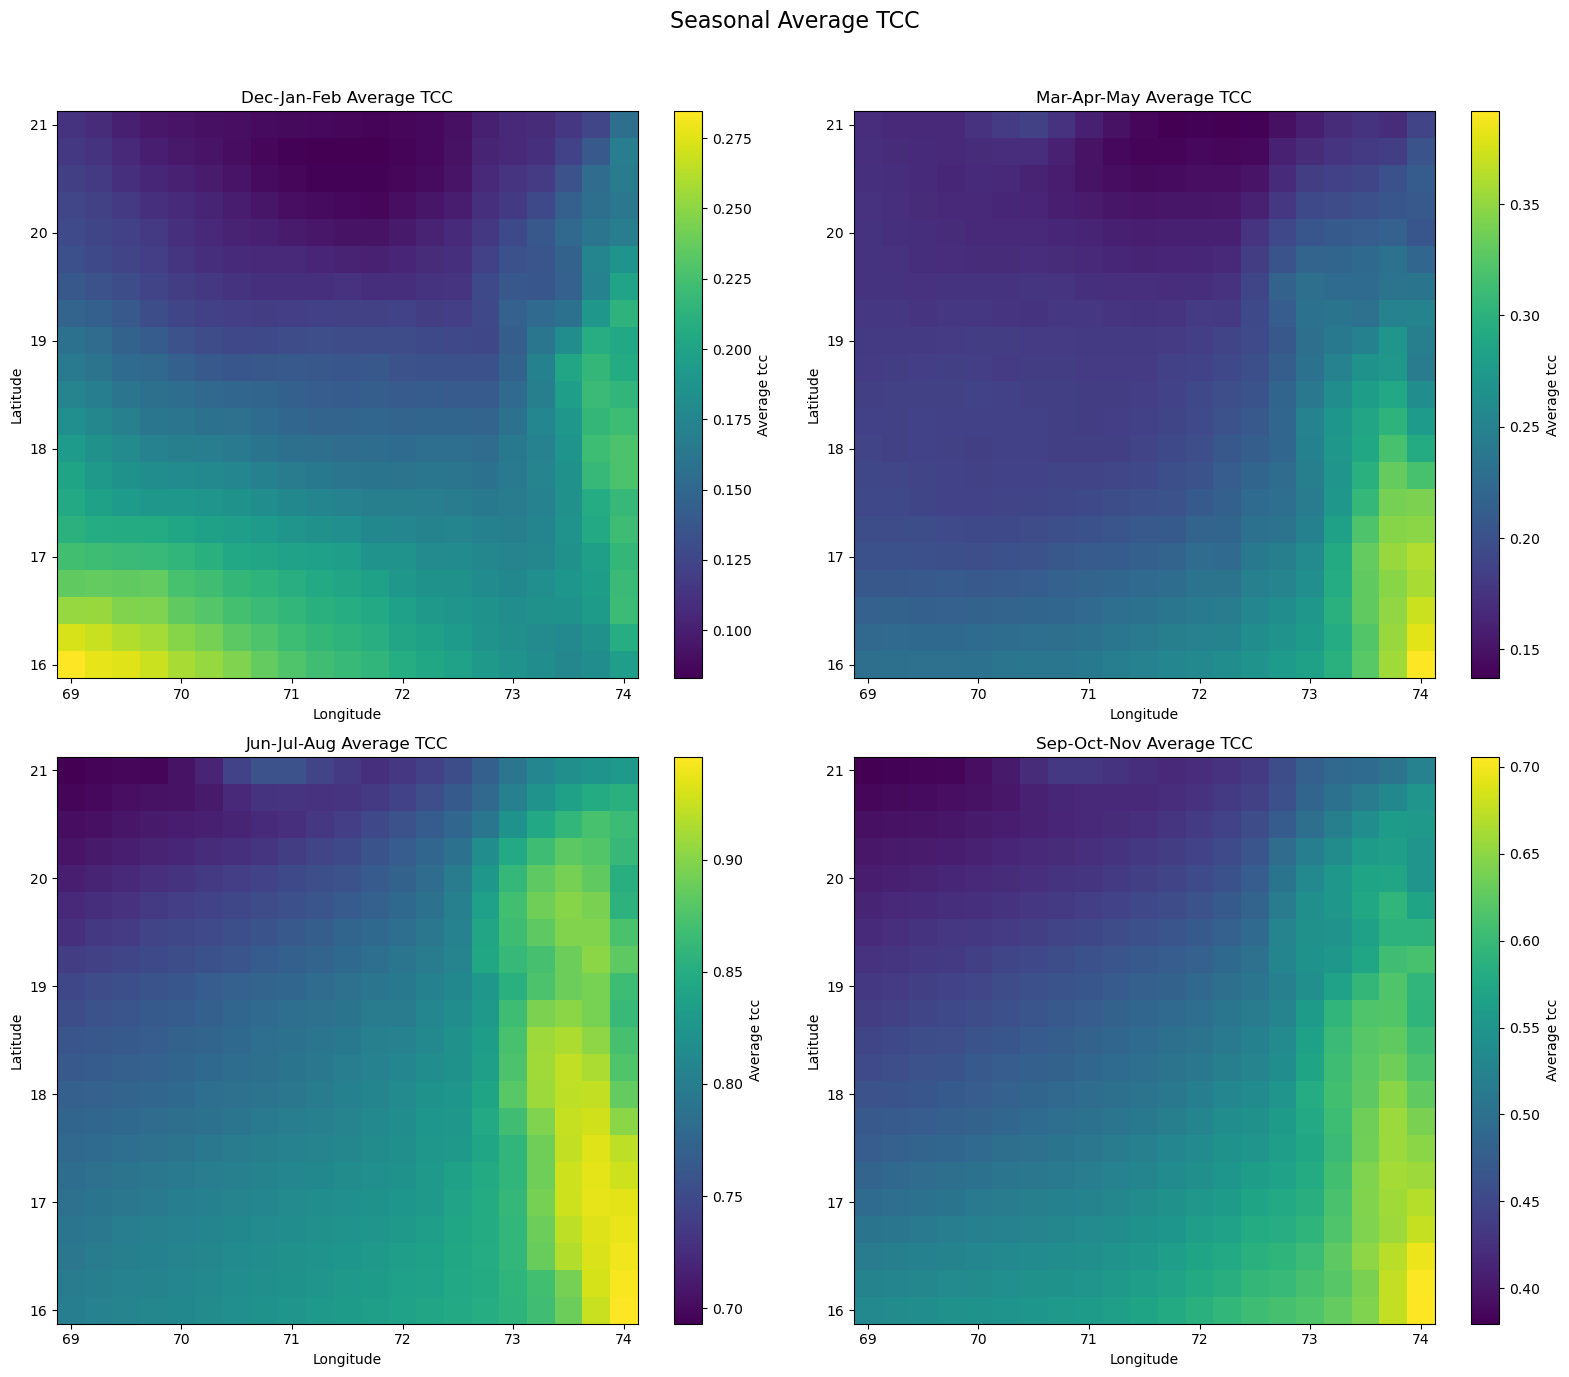 Seasonal Average TCC
Dec-Jan-Feb Average TCC
21
20
19
18
17
16
Latitude
69 70 71 72 73 74
Longitude
0.275
0.250
0.225
0.200
0.175
0.150
0.125
0.100
Average tcc
Mar-Apr-May Average TCC
21
20
19
18
17
16
Latitude
69 70 71 72 73 74
Longitude
0.35
0.30
0.25
0.20
0.15
Average tcc
Jun-Jul-Aug Average TCC
21
20
19
18
17
16
Latitude
69 70 71 72 73 74
Longitude
0.90
0.85
0.80
0.75
0.70
Average tcc
Sep-Oct-Nov Average TCC
21
20
19
18
17
16
Latitude
69 70 71 72 73 74
Longitude
0.70
0.65
0.60
0.55
0.50
0.45
0.40
Average tcc